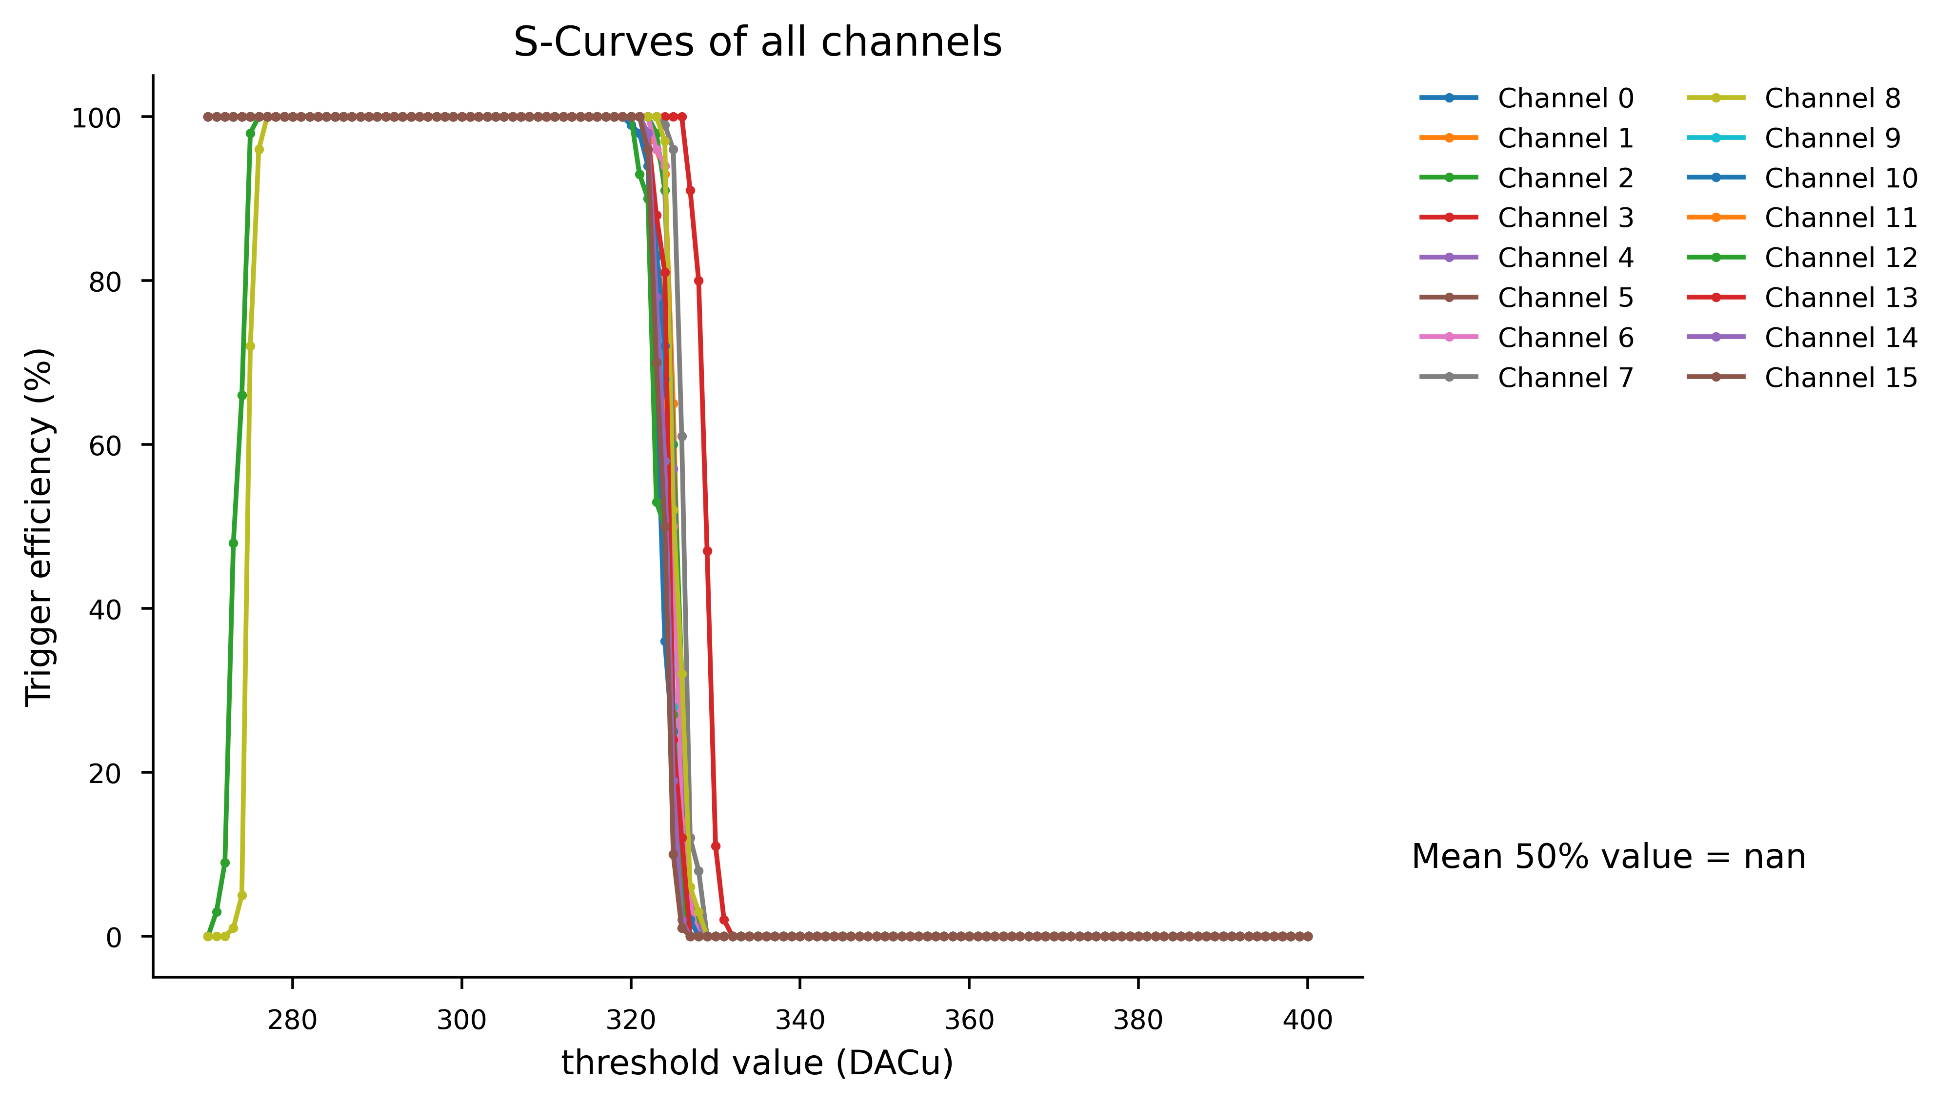 S-Curves of all channels
Trigger efficiency (%)
100
80
60
40
20
0
280 300 320 340 360 380 400
threshold value (DACu)
Channel 0
Channel 1
Channel 2
Channel 3
Channel 4
Channel 5
Channel 6
Channel 7
Channel 8
Channel 9
Channel 10
Channel 11
Channel 12
Channel 13
Channel 14
Channel 15
Mean 50% value = nan